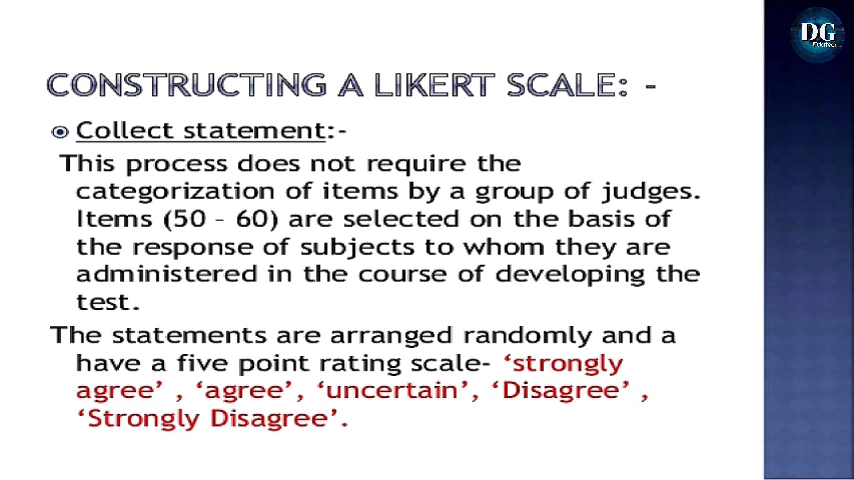 DG
CONSTRUCTING A LIKERT SCALE: -
Collect statement:-
This process does not require the
categorization of items by a group of judges.
Items (50 – 60) are selected on the basis of
the response of subjects to whom they are
administered in the course of developing the
test.
The statements are arranged randomly and a
have a five point rating scale- ‘strongly
agree’ , ‘agree’, ‘uncertain’, ‘Disagree’ ,
‘Strongly Disagree’.